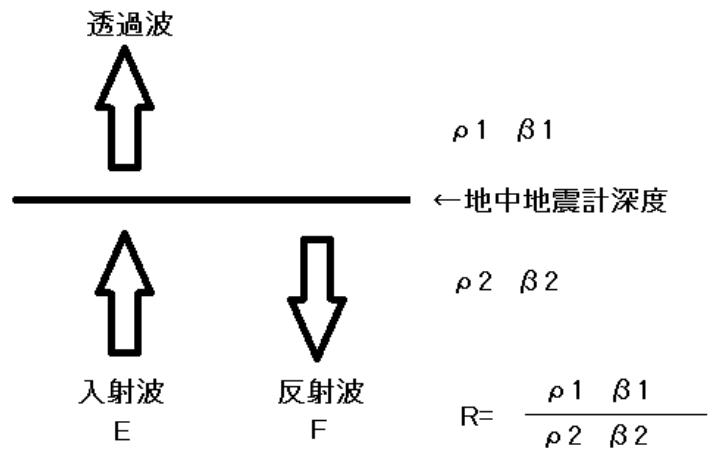 透過波
ρ1 β1
←地中地震計深度
ρ2 β2
入射波
E
反射波
F
R= ρ1 β1
ρ2 β2